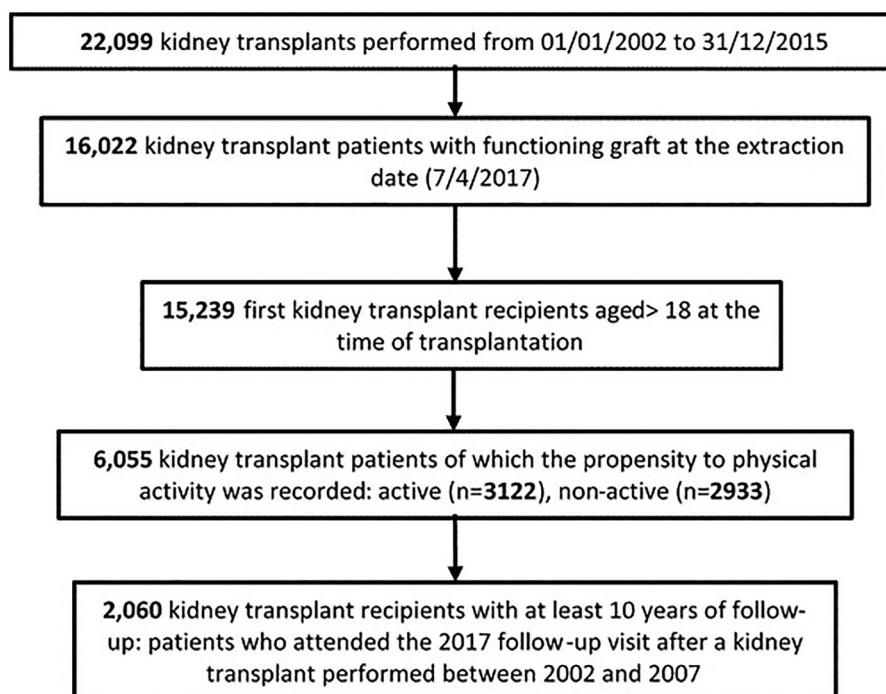 22,099 kidney transplants performed from 01/01/2002 to 31/12/2015
16,022 kidney transplant patients with functioning graft at the extraction
date (7/4/2017)
15,239 first kidney transplant recipients aged> 18 at the
time of transplantation
6,055 kidney transplant patients of which the propensity to physical
activity was recorded: active (n=3122), non-active (n=2933)
2,060 kidney transplant recipients with at least 10 years of follow-
up: patients who attended the 2017 follow-up visit after a kidney
transplant performed between 2002 and 2007